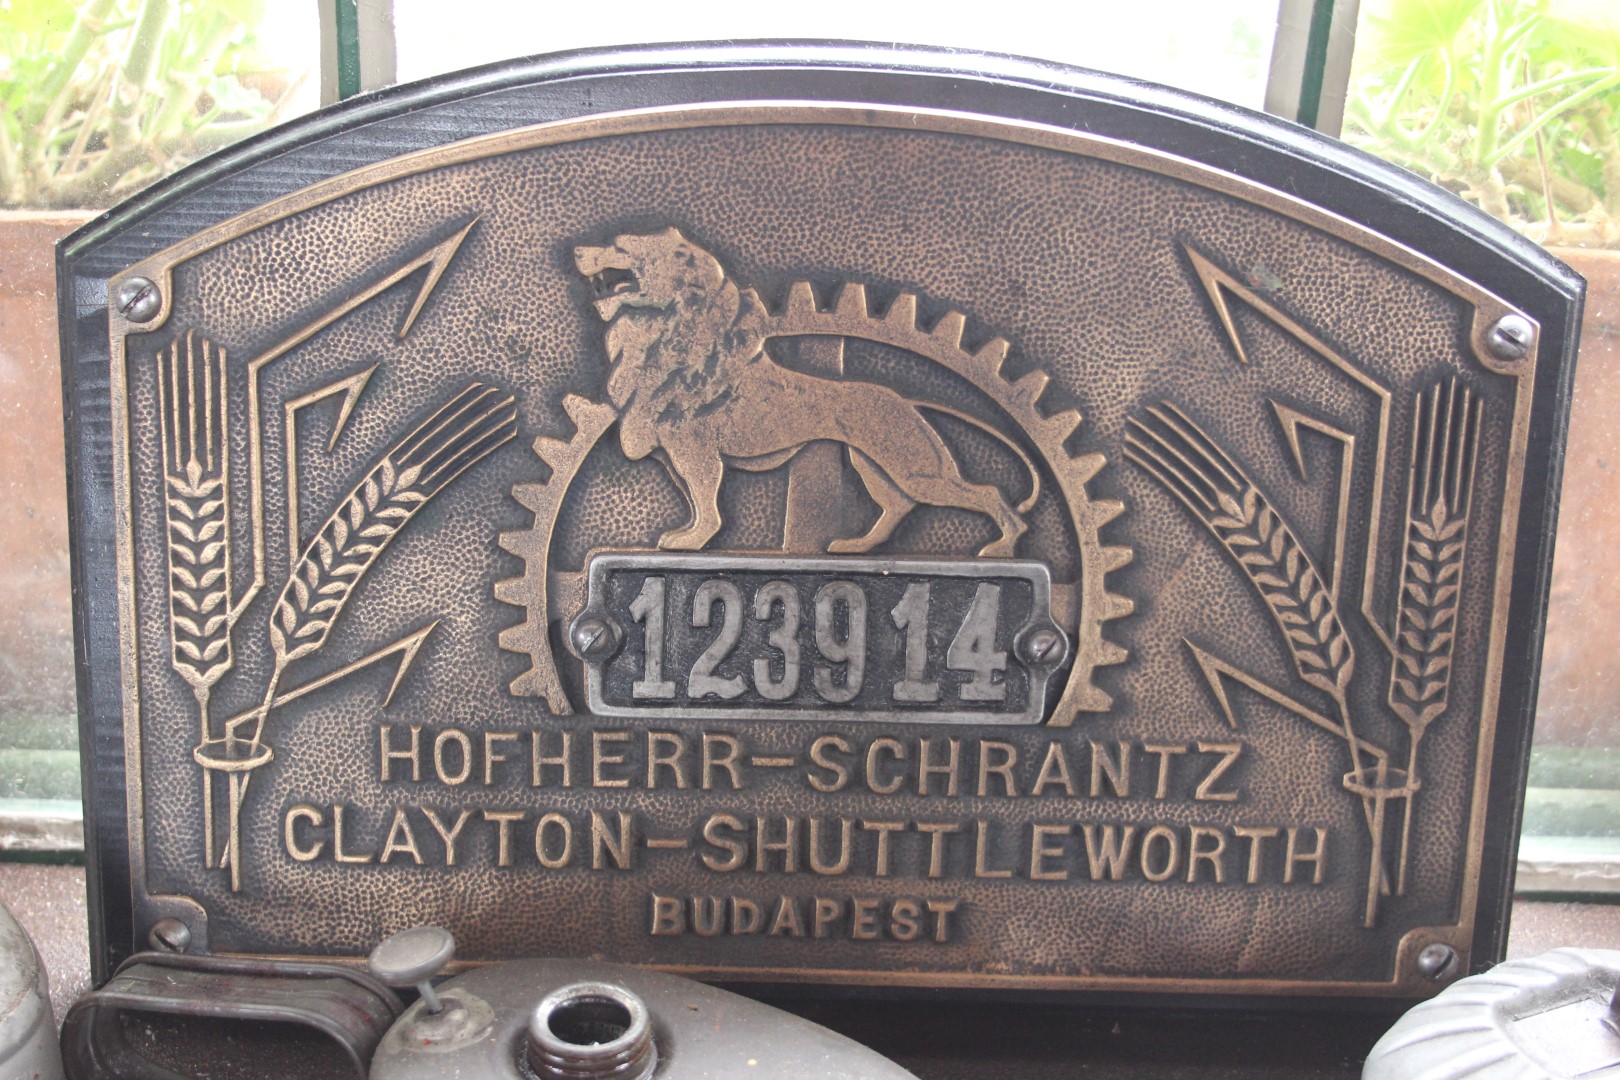 123914
HOFHERR-SCHRANTZ
CLAYTON-SHUTTLEWORTH
BUDAPEST